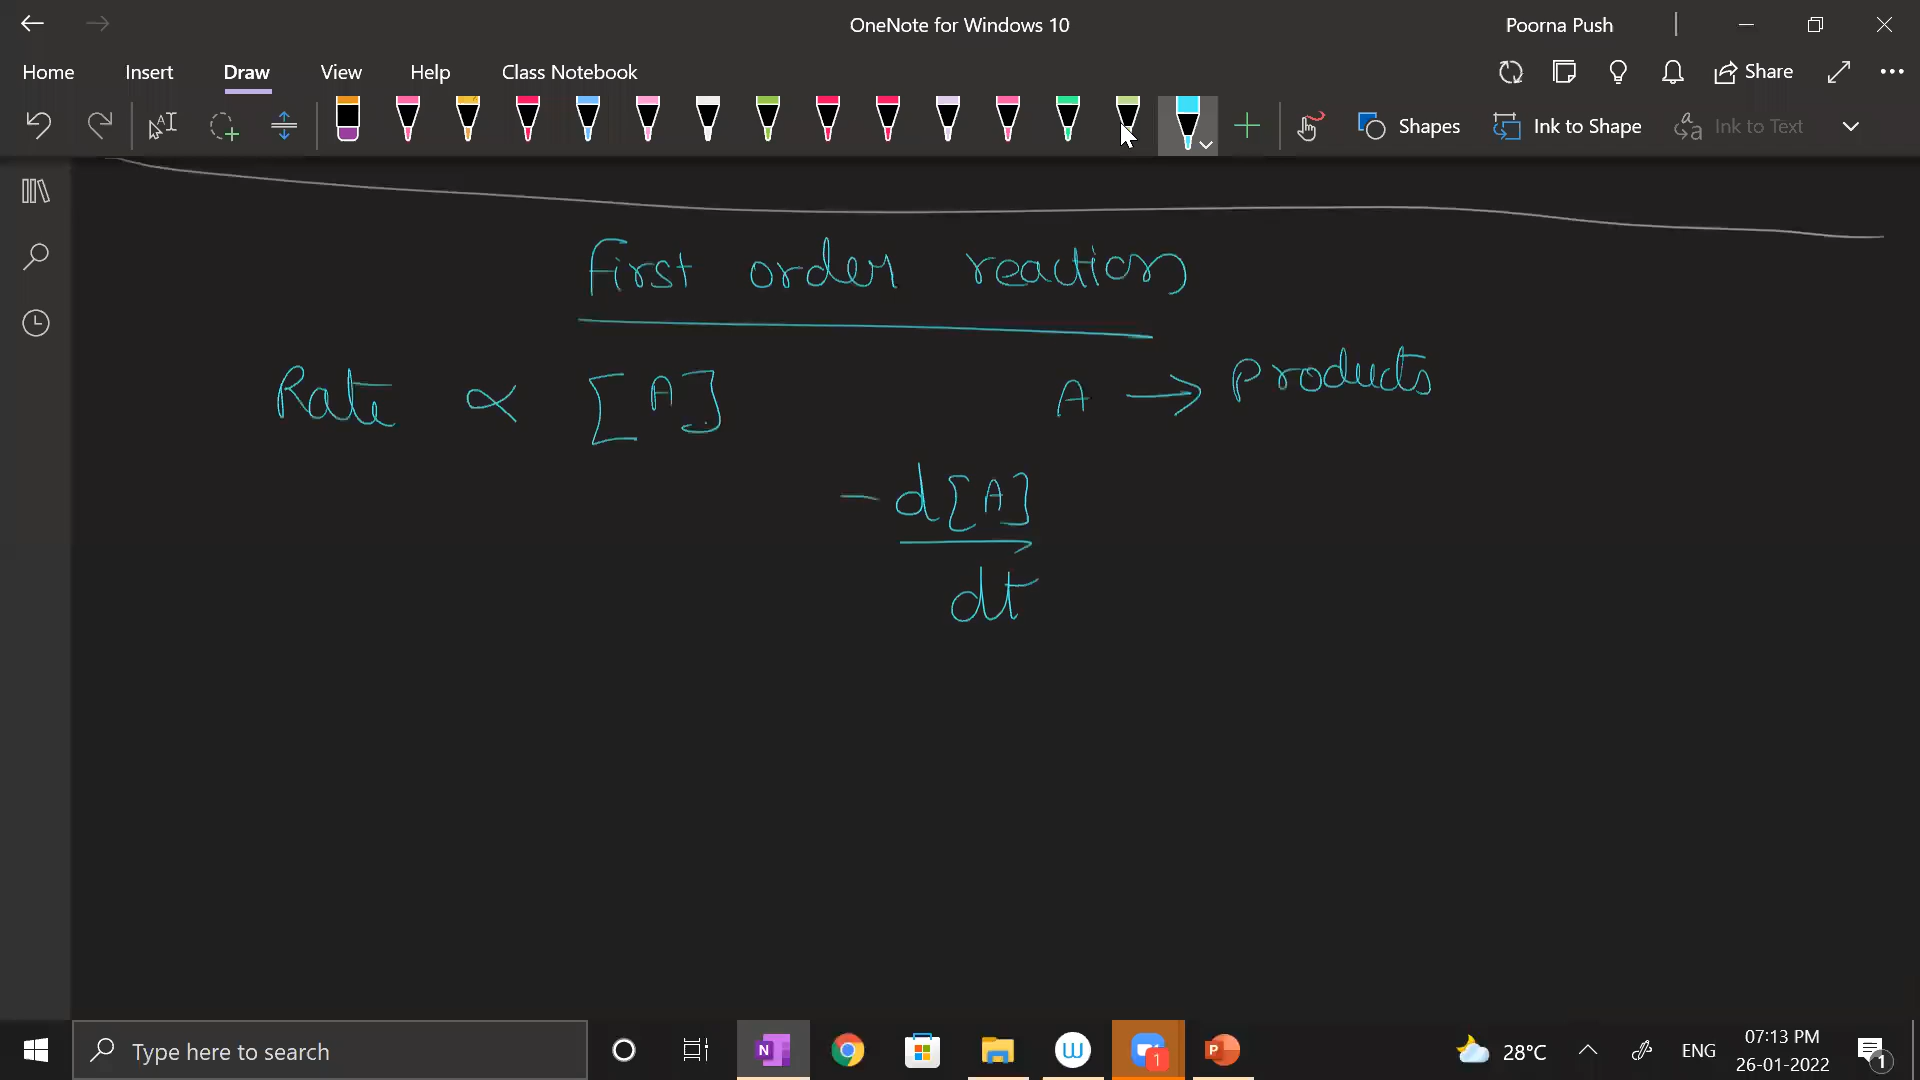 OneNote for Windows 10
Poorna Push
Home Insert Draw View Help Class Notebook
Share
Shapes Ink to Shape Ink to Text
First order reaction
Rate ∝ [A] A → Products
- d[A]
dt
Type here to search
28°C ENG 07:13 PM
26-01-2022